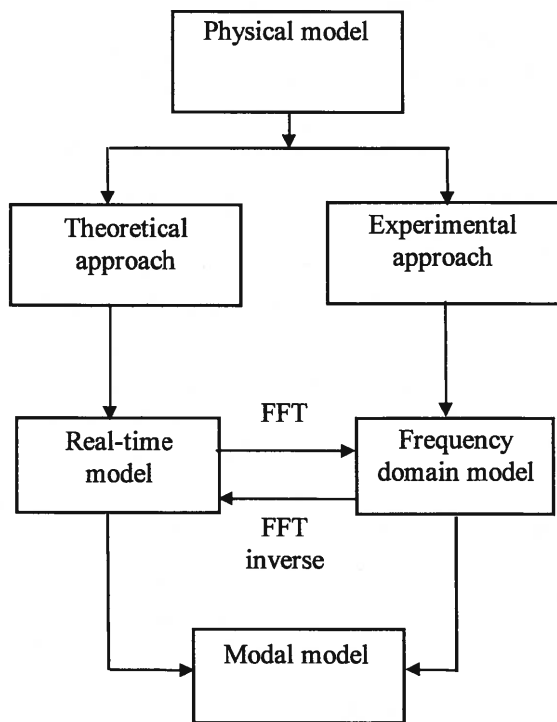 Physical model
Theoretical
approach
Experimental
approach
FFT
Real-time
model
Frequency
domain model
FFT
inverse
Modal model